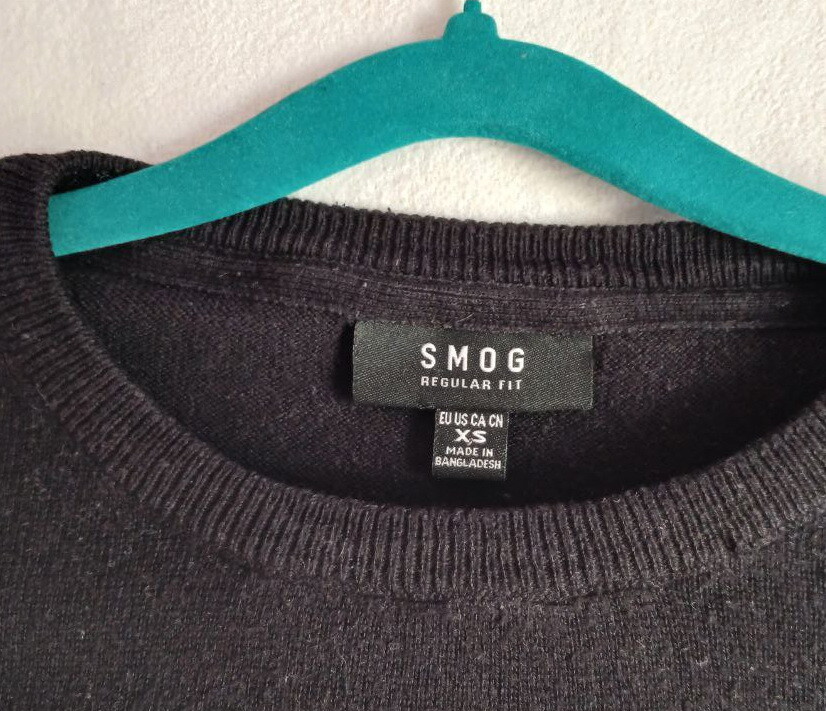 SMOG
REGULAR FIT
EU US CA CN
XS
MADE IN
BANGLADESH